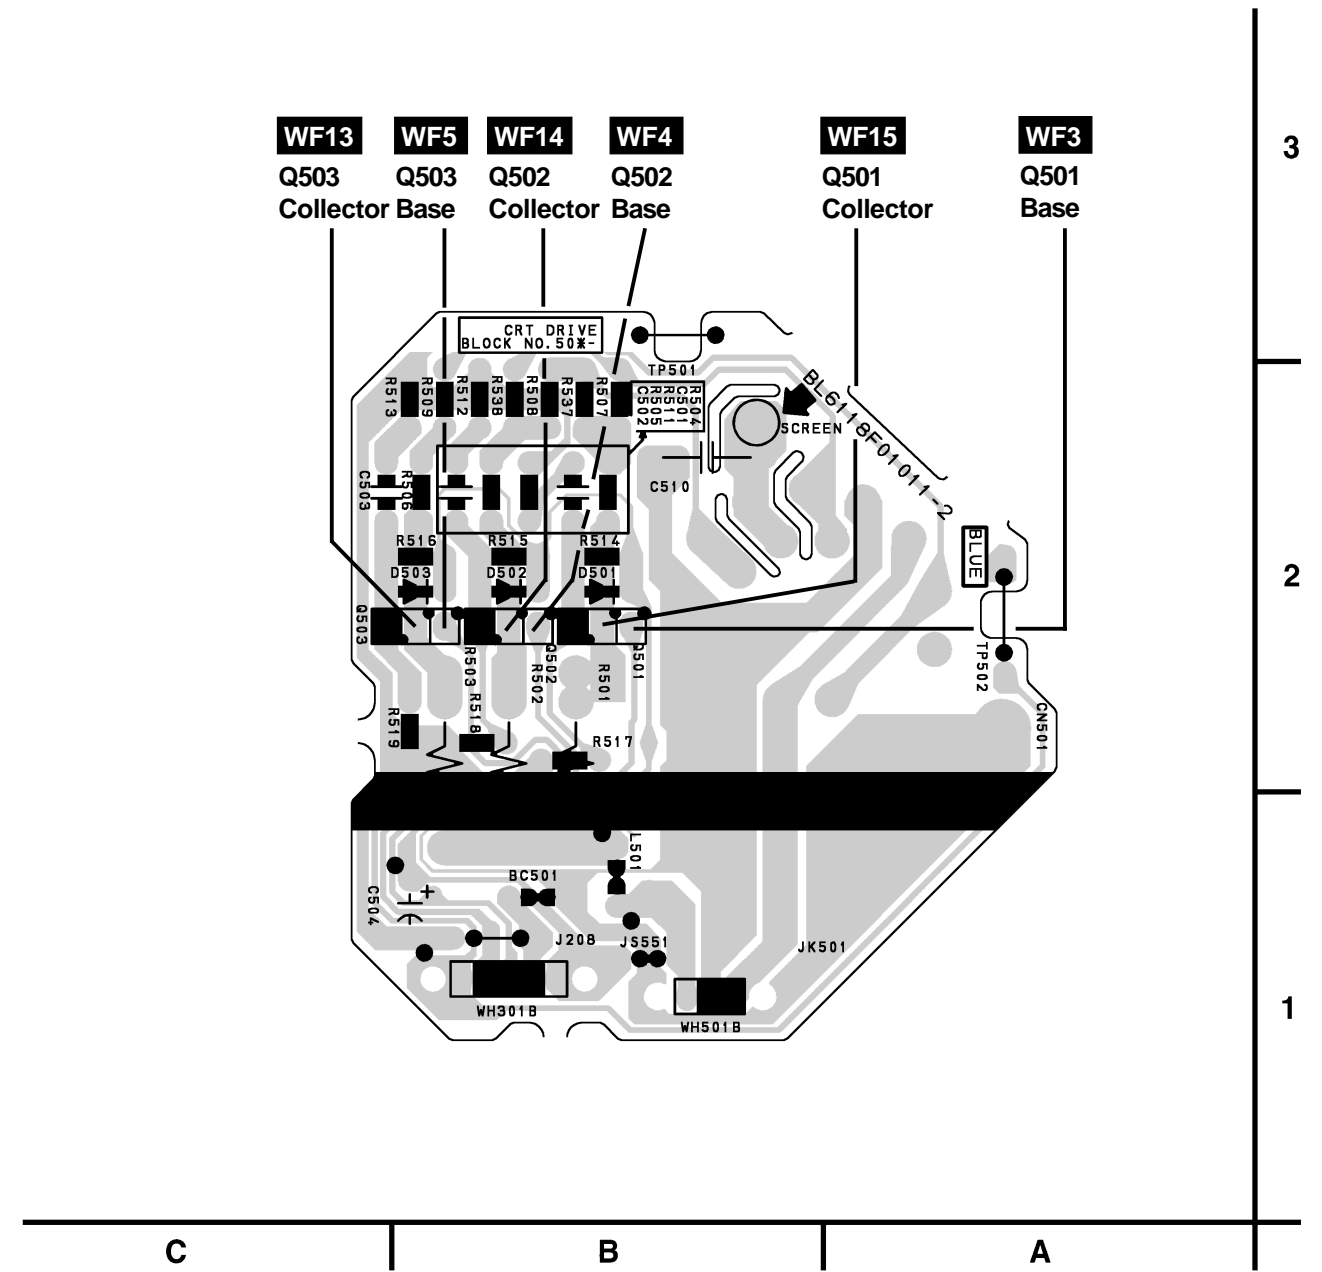 WF13 WF5 WF14 WF4 WF15 WF3
Q503 Q503 Q502 Q502 Q501 Q501
Collector Base Collector Base Collector Base
3
CRT DRIVE
BLOCK NO.50※-
TP501
R513 R509 R512 R538 R508 R537 R507 C502 R505 R511 C501 R504
BL6118F01011-2
SCREEN
C503 R506
C510
R516 R515 R514
BLUE
D503 D502 D501
2
Q503 R503 R502 Q502 R501 Q501
TP502
R519 R518 R517
CN501
L501
BC501
C504 +
J208 JS551 JK501
WH301B WH501B
1
C B A